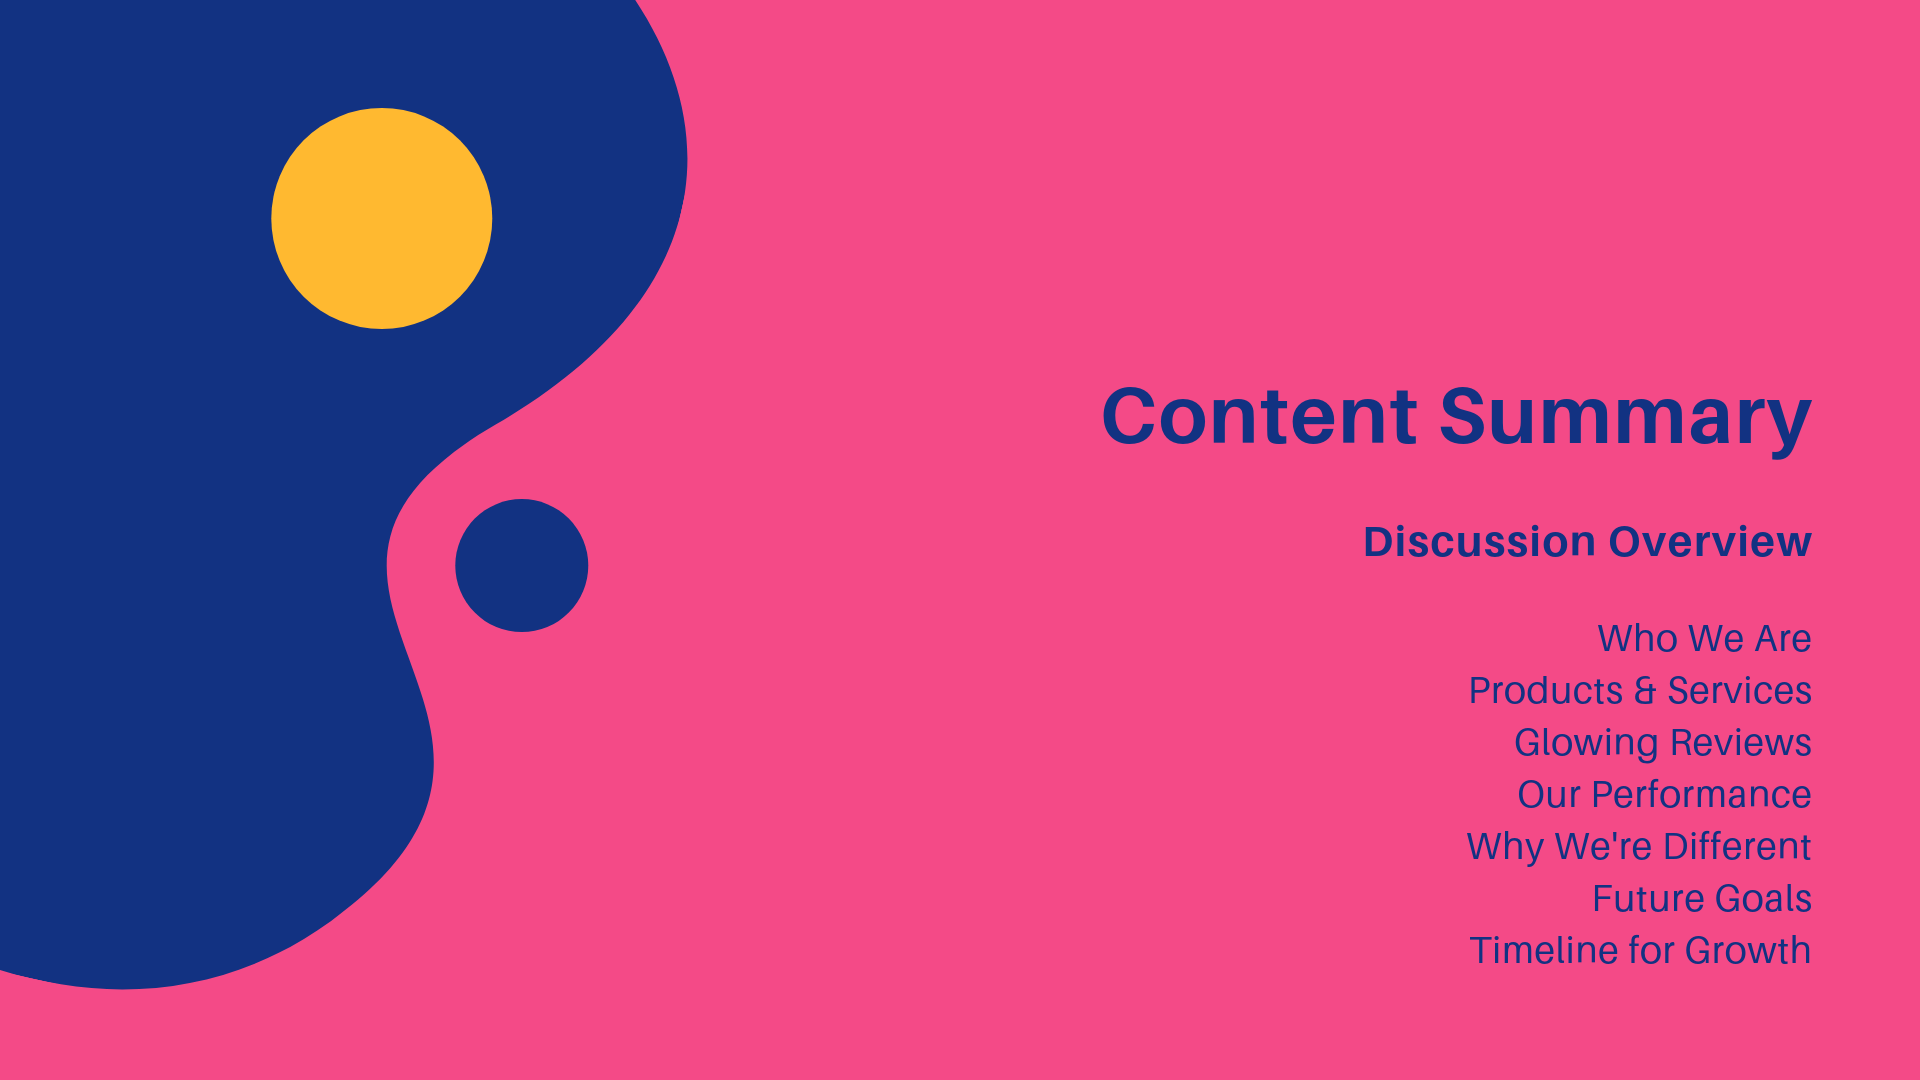 Content Summary
Discussion Overview
Who We Are
Products & Services
Glowing Reviews
Our Performance
Why We're Different
Future Goals
Timeline for Growth